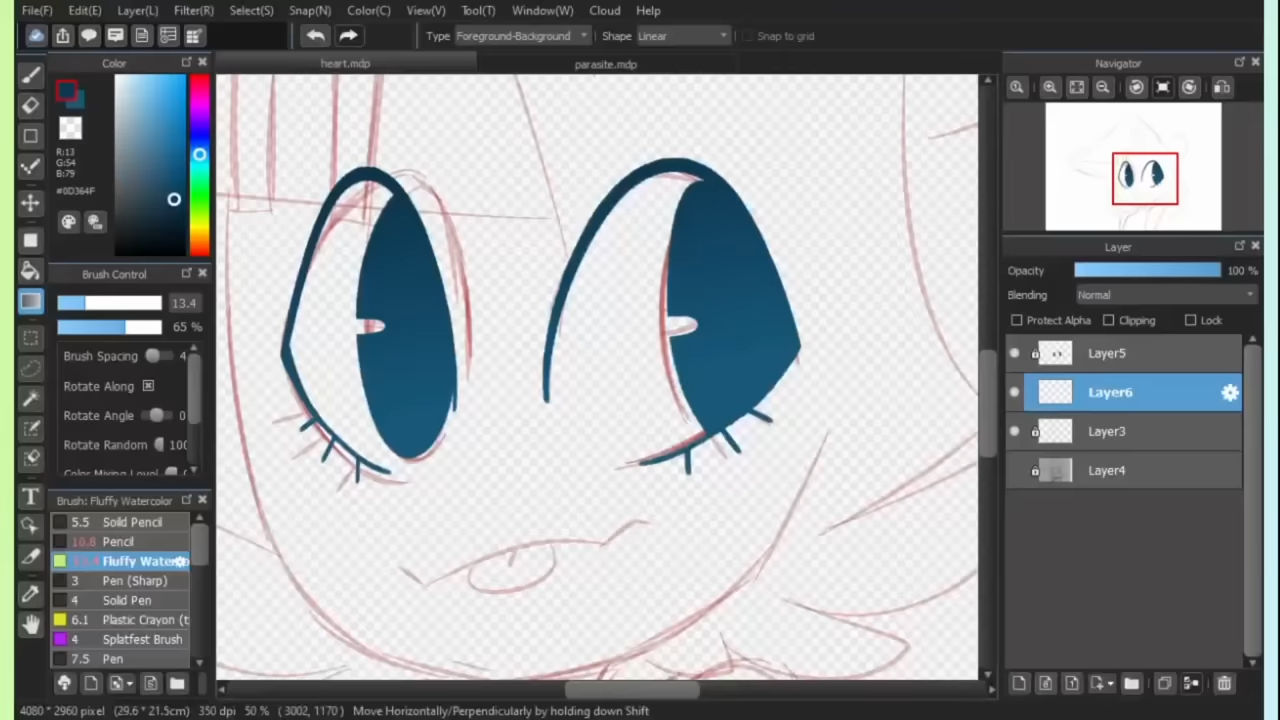 File(F) Edit(E) Layer(L) Filter(R) Select(S) Snap(N) Color(C) View(V) Tool(T) Window(W) Cloud Help
Type Foreground-Background Shape Linear Snap to grid
Color
heart.mdp parasite.mdp
Navigator
R:13
G:54
B:79
#0D364F
Brush Control
13.4
65 %
Brush Spacing 4
Rotate Along
Rotate Angle 0
Rotate Random 100
Color Mixing Level
Brush: Fluffy Watercolor
5.5 Solid Pencil
10.8 Pencil
Fluffy Waterco
3 Pen (Sharp)
4 Solid Pen
6.1 Plastic Crayon (t
4 Splatfest Brush
7.5 Pen
Layer
Opacity 100 %
Blending Normal
Protect Alpha Clipping Lock
Layer5
Layer6
Layer3
Layer4
4080 * 2960 pixel (29.6 * 21.5cm) 350 dpi 50 % ( 3002, 1170 ) Move Horizontally/Perpendicularly by holding down Shift